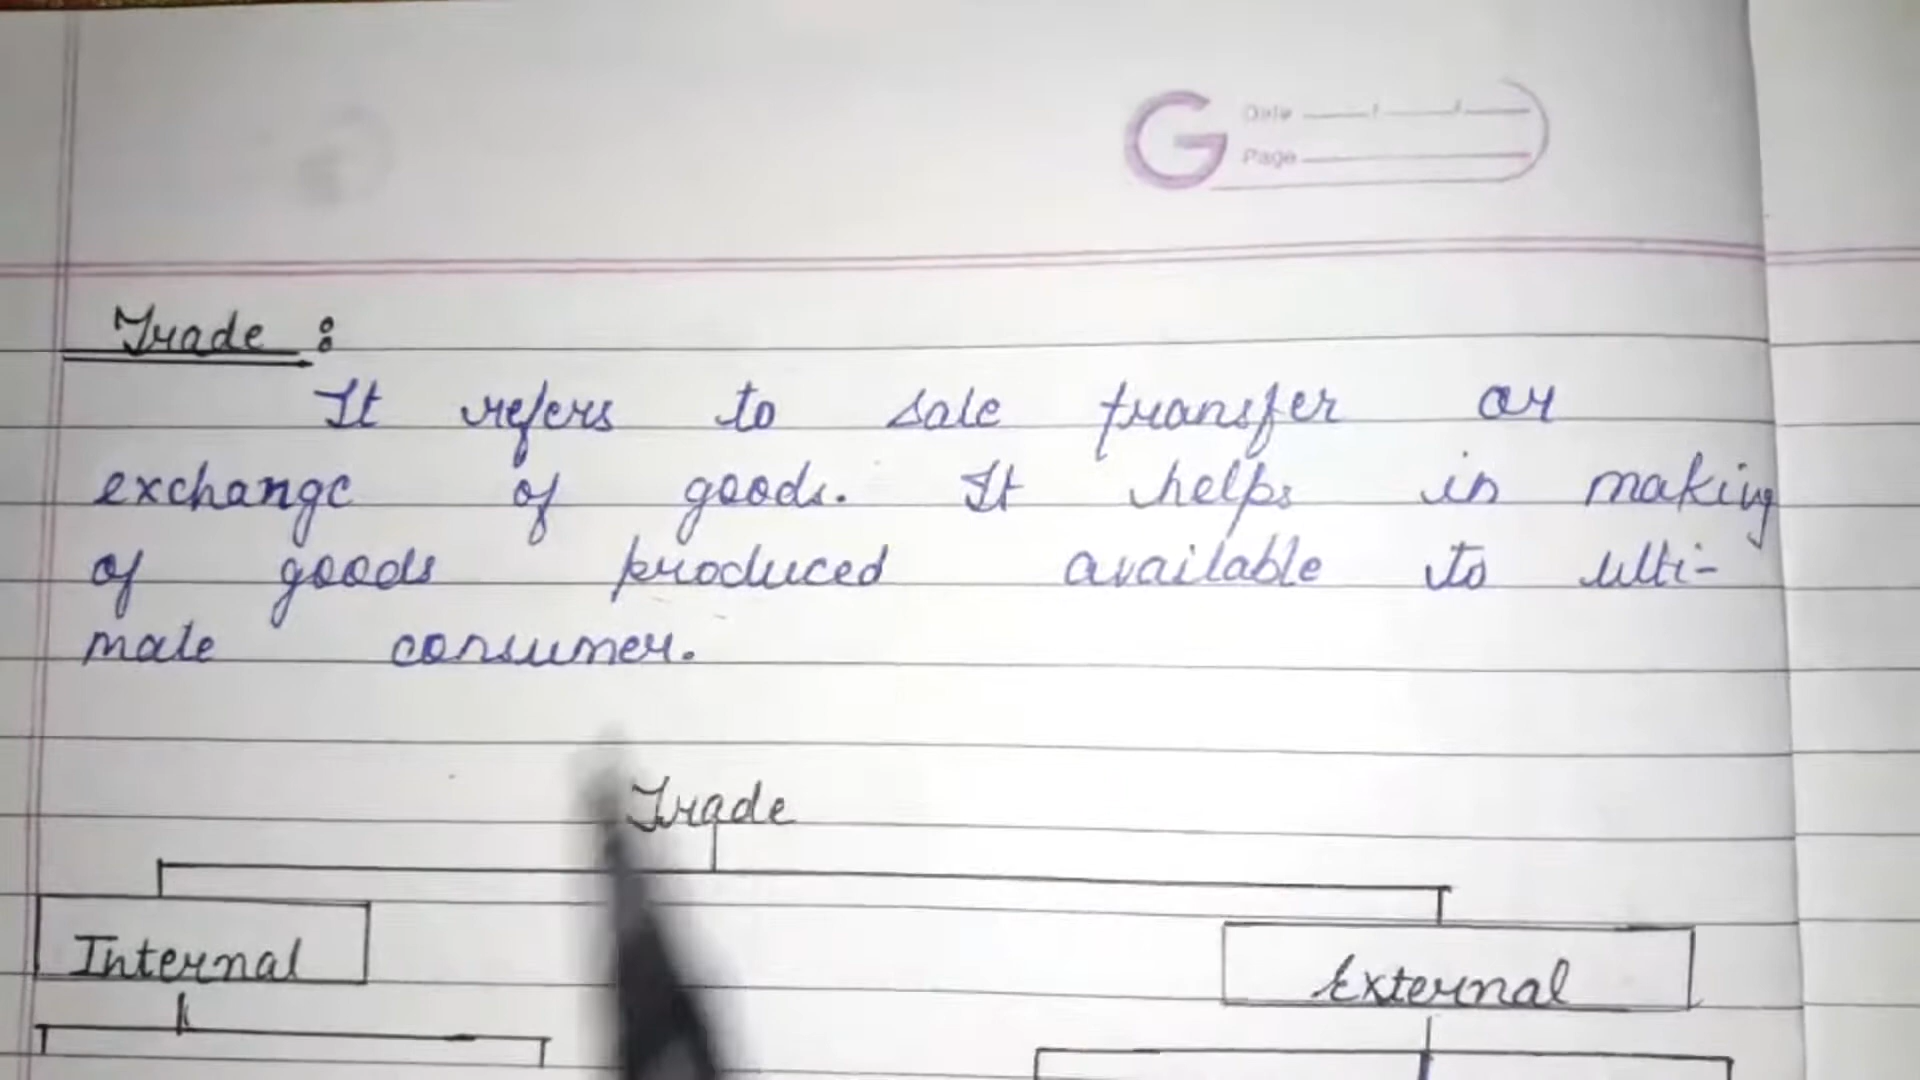 G Date
Page
Trade :
It refers to sale transfer or
exchange of goods. It helps in making
of goods produced available to ulti-
mate consumer.
Trade
Internal
External